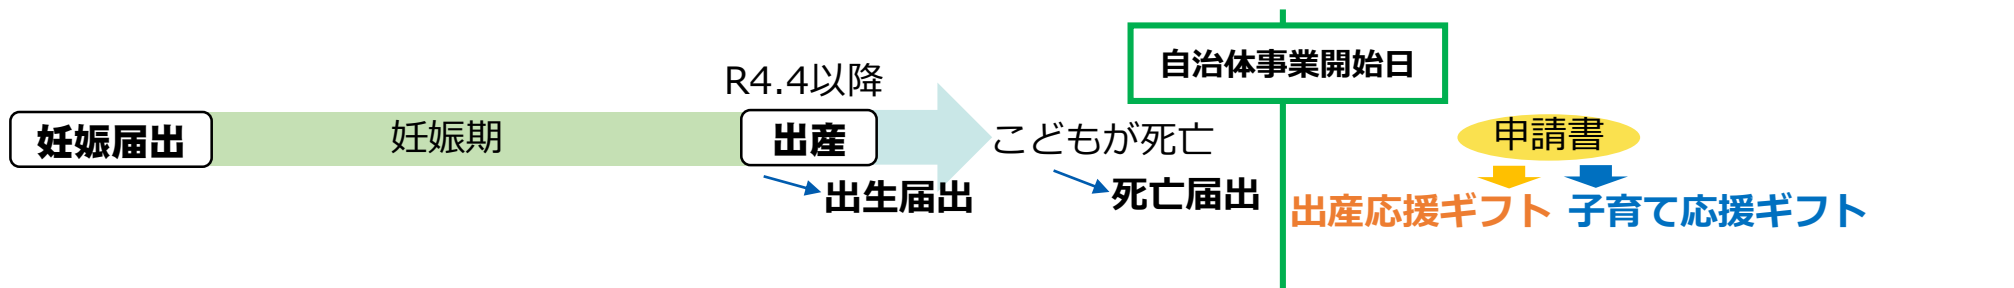 自治体事業開始日
R4.4以降
妊娠届出
妊娠期
出産
こどもが死亡
申請書
出生届出
死亡届出
出産応援ギフト 子育て応援ギフト